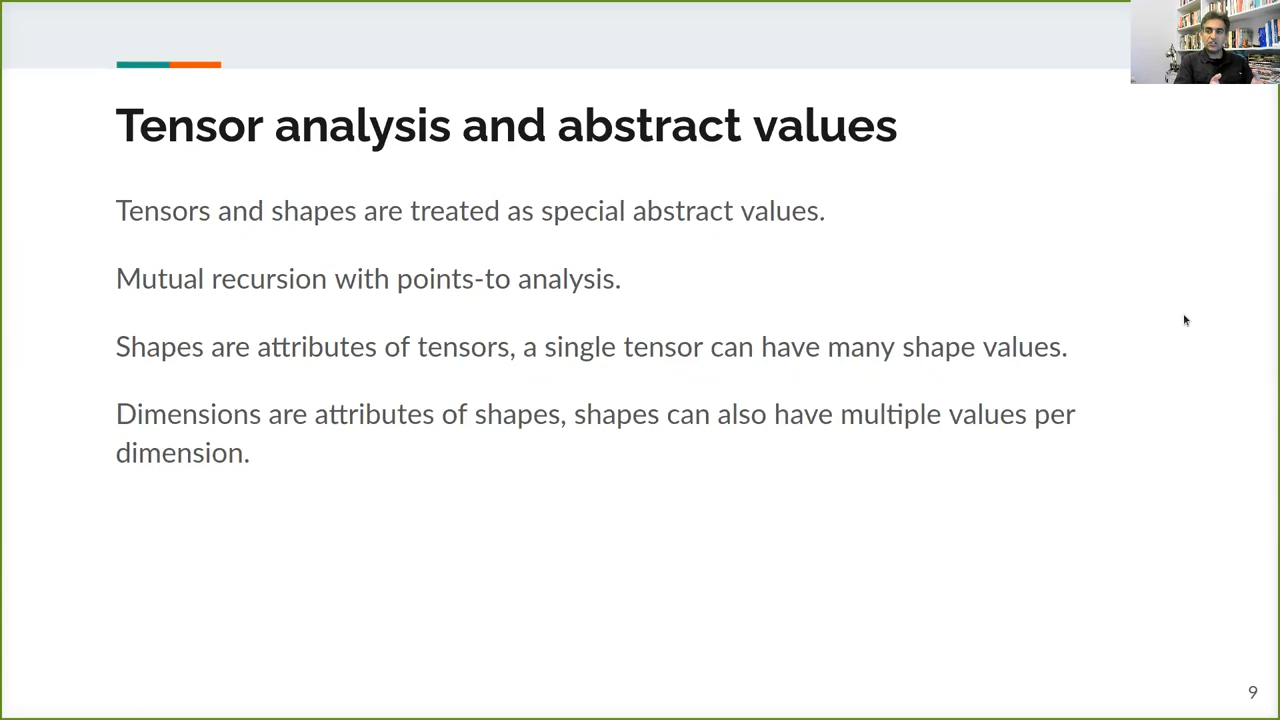 Tensor analysis and abstract values
Tensors and shapes are treated as special abstract values.
Mutual recursion with points-to analysis.
Shapes are attributes of tensors, a single tensor can have many shape values.
Dimensions are attributes of shapes, shapes can also have multiple values per
dimension.
9